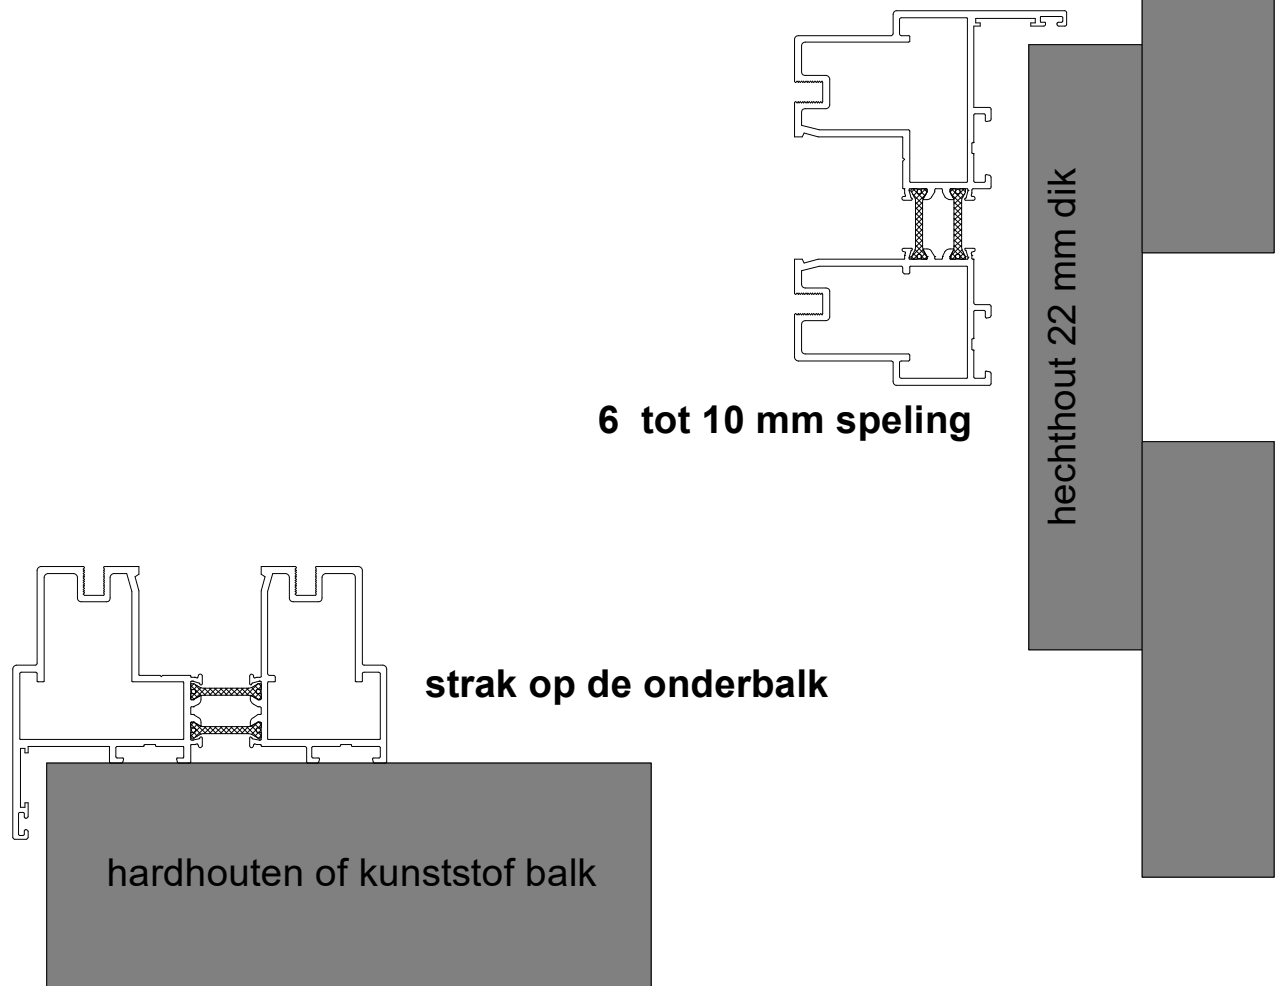 hechthout 22 mm dik
6 tot 10 mm speling
strak op de onderbalk
hardhouten of kunststof balk